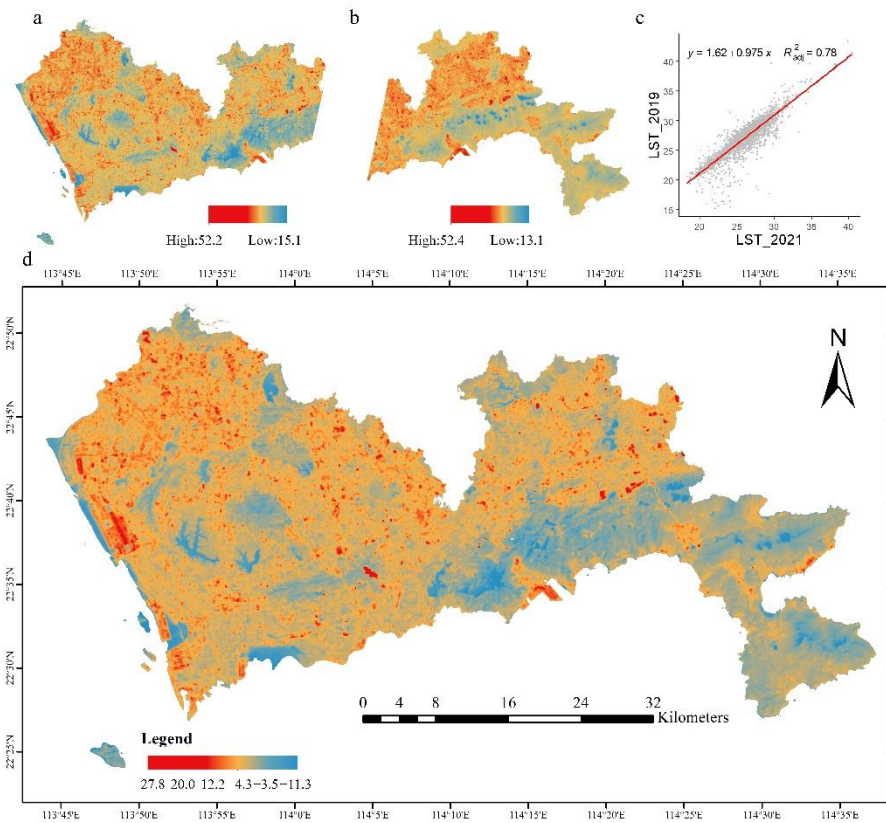 a
b
c
y = 1.62 + 0.975 x R²adj = 0.78
LST_2019
40
35
30
25
20
15
20 25 30 35 40
LST_2021
High:52.2 Low:15.1
High:52.4 Low:13.1
d
113°45'E 113°50'E 113°55'E 114°0'E 114°5'E 114°10'E 114°15'E 114°20'E 114°25'E 114°30'E 114°35'E
22°50'N
22°45'N
22°40'N
22°35'N
22°30'N
22°35'N
N
0 4 8 16 24 32
Kilometers
Legend
27.8 20.0 12.2 4.3 −3.5 −11.3
113°45'E 113°50'E 113°55'E 114°0'E 114°5'E 114°10'E 114°15'E 114°20'E 114°25'E 114°30'E 114°35'E